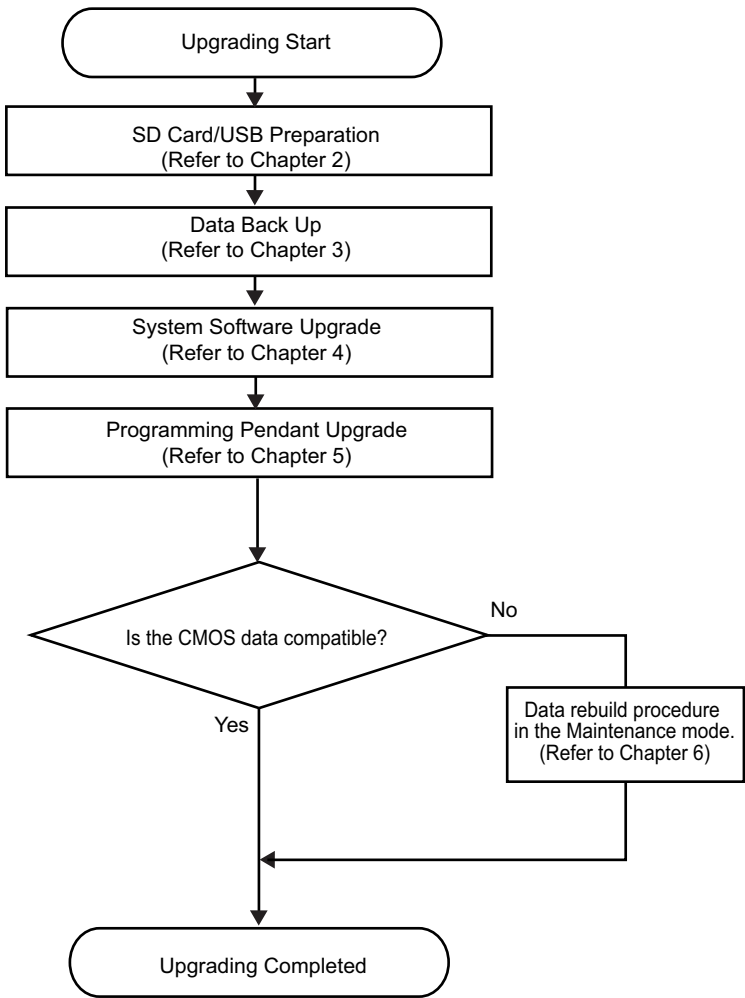 Upgrading Start
SD Card/USB Preparation
(Refer to Chapter 2)
Data Back Up
(Refer to Chapter 3)
System Software Upgrade
(Refer to Chapter 4)
Programming Pendant Upgrade
(Refer to Chapter 5)
Is the CMOS data compatible?
No
Yes
Data rebuild procedure
in the Maintenance mode.
(Refer to Chapter 6)
Upgrading Completed